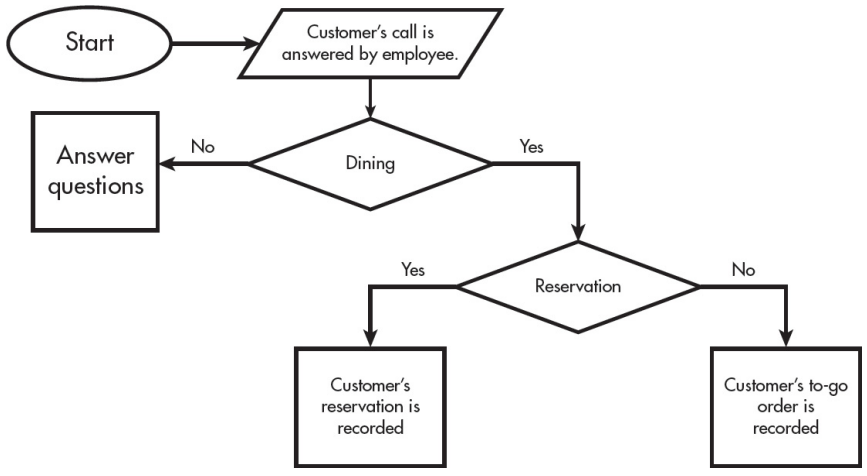 Start
Customer’s call is
answered by employee.
No
Yes
Answer
questions
Dining
Yes
No
Reservation
Customer’s
reservation is
recorded
Customer’s to-go
order is
recorded